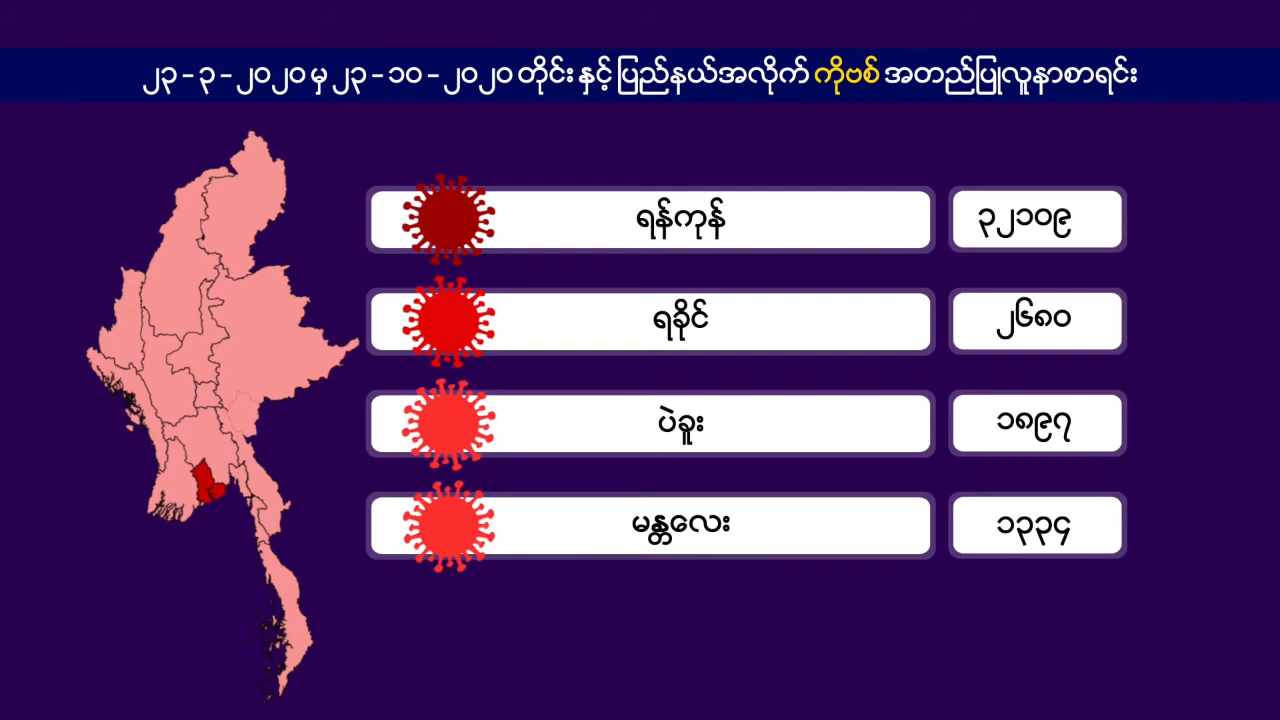 ၂၃ - ၃ - ၂၀၂၀ မှ ၂၃ - ၁၀ - ၂၀၂၀ တိုင်း နှင့် ပြည်နယ်အလိုက် ကိုဗစ် အတည်ပြုလူနာစာရင်း
ရန်ကုန် ၃၂၁၀၉
ရခိုင် ၂၆၈၀
ပဲခူး ၁၈၉၇
မန္တလေး ၁၃၃၄